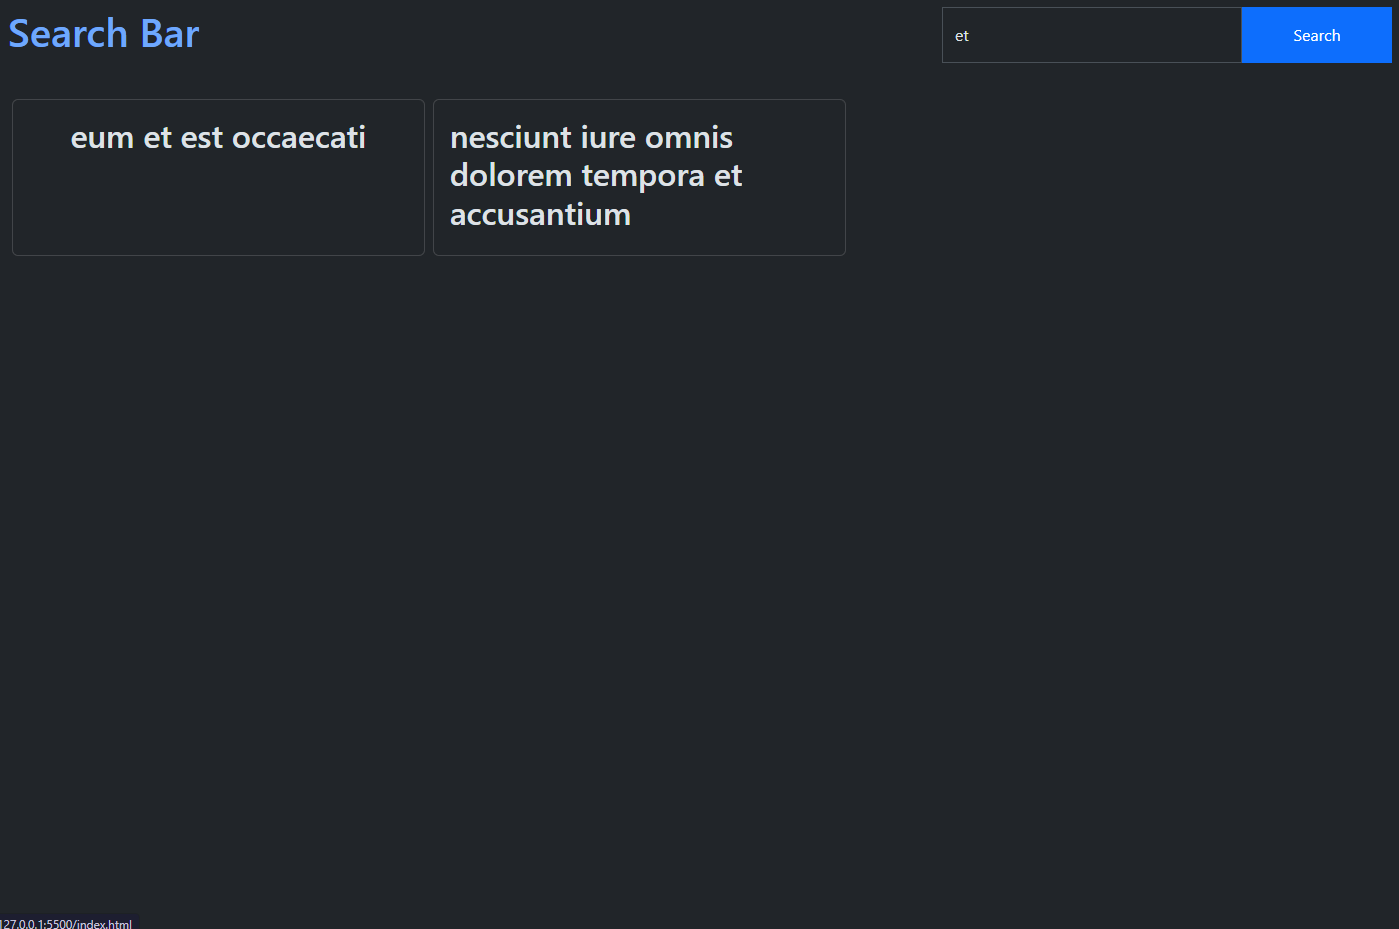 Search Bar
et
Search
eum et est occaecati
nesciunt iure omnis
dolorem tempora et
accusantium
127.0.0.1:5500/index.html